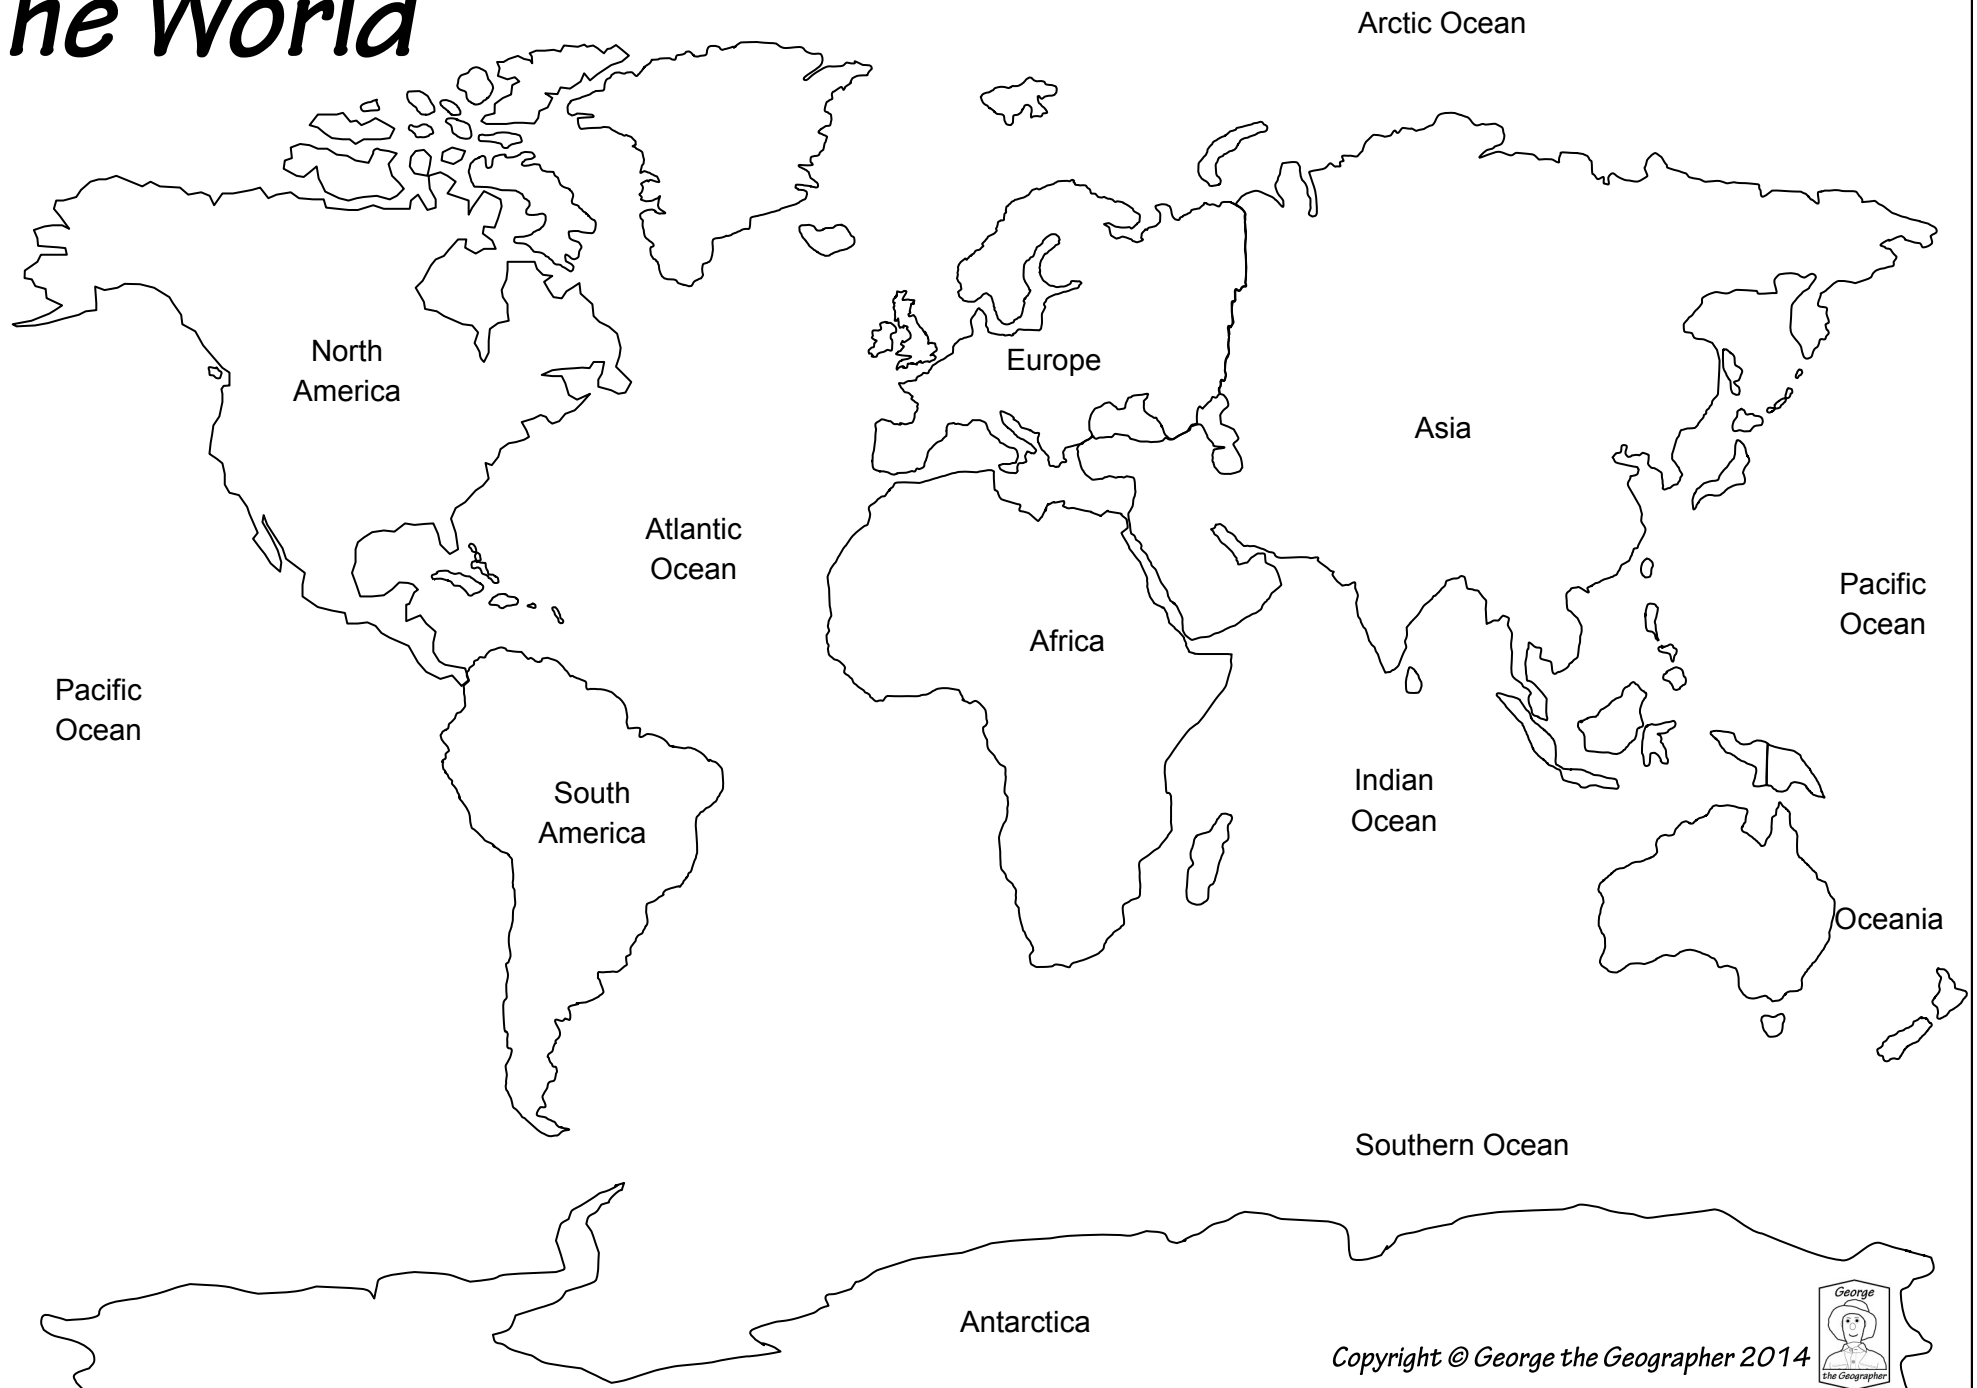 he World
Arctic Ocean
North
America
Europe
Asia
Atlantic
Ocean
Pacific
Ocean
Africa
Pacific
Ocean
South
America
Indian
Ocean
Oceania
Southern Ocean
Antarctica
Copyright © George the Geographer 2014
George
the Geographer